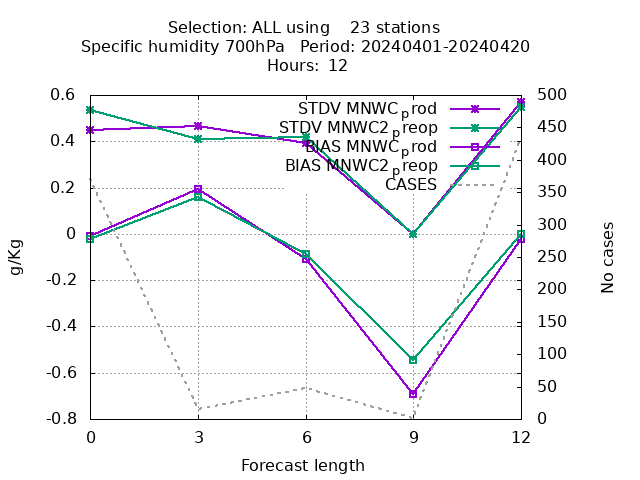 Selection: ALL using    23 stations
Specific humidity 700hPa   Period: 20240401-20240420
Hours: 12
STDV MNWC_prod
STDV MNWC2_preop
BIAS MNWC_prod
BIAS MNWC2_preop
CASES
0.6
0.4
0.2
0
-0.2
-0.4
-0.6
-0.8
g/Kg
500
450
400
350
300
250
200
150
100
50
0
No cases
0 3 6 9 12
Forecast length